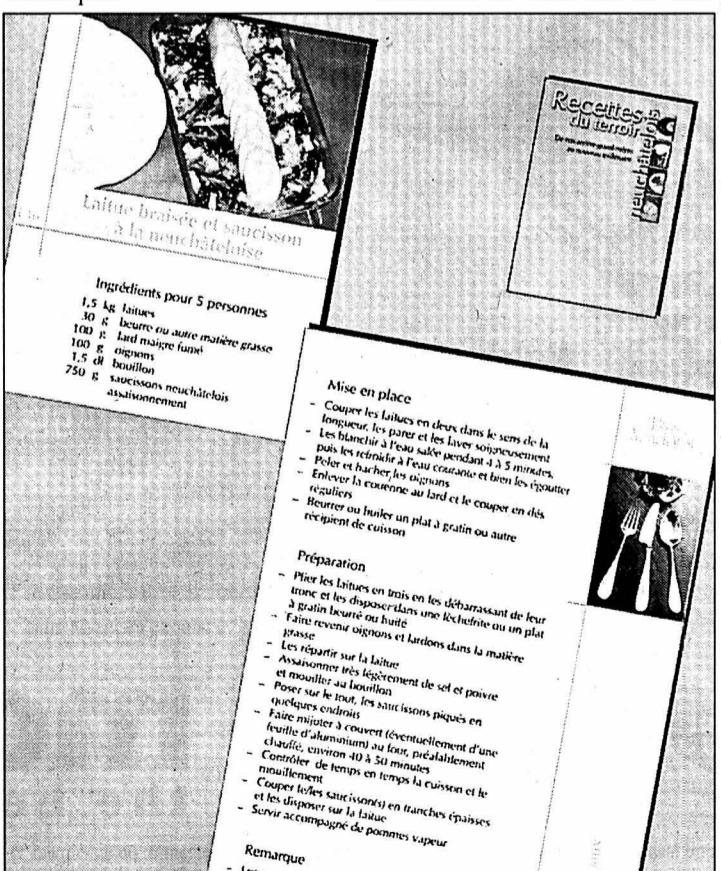 Laitue braisée et saucisson
à la neuchâteloise
Ingrédients pour 5 personnes
1,5 kg laitues
30 g beurre ou autre matière grasse
100 g lard maigre fumé
100 g oignons
1,5 dl bouillon
750 g saucissons neuchâtelois
assaisonnement
Recettes
du terroir
neuchâtelois
De nos arrière-grand-mères
au nouveau millénaire
Mise en place
– Couper les laitues en deux dans le sens de la
longueur, les parer et les laver soigneusement
– Les blanchir à l'eau salée pendant 4 à 5 minutes,
puis les refroidir à l'eau courante et bien les égoutter
– Peler et hacher les oignons
– Enlever la couenne au lard et le couper en dés
réguliers
– Beurrer ou huiler un plat à gratin ou autre
récipient de cuisson
Préparation
– Plier les laitues en trois en les débarrassant de leur
tronc et les disposer dans une lèchefrite ou un plat
à gratin beurré ou huilé
– Faire revenir oignons et lardons dans la matière
grasse
– Les répartir sur la laitue
– Assaisonner très légèrement de sel et poivre
et mouiller au bouillon
– Poser sur le tout, les saucissons piqués en
quelques endroits
– Faire mijoter à couvert (éventuellement d'une
feuille d'aluminium) au four, préalablement
chauffé, environ 40 à 50 minutes
– Contrôler de temps en temps la cuisson et le
mouillement
– Couper le/les saucisson(s) en tranches épaisses
et les disposer sur la laitue
– Servir accompagné de pommes vapeur
Remarque